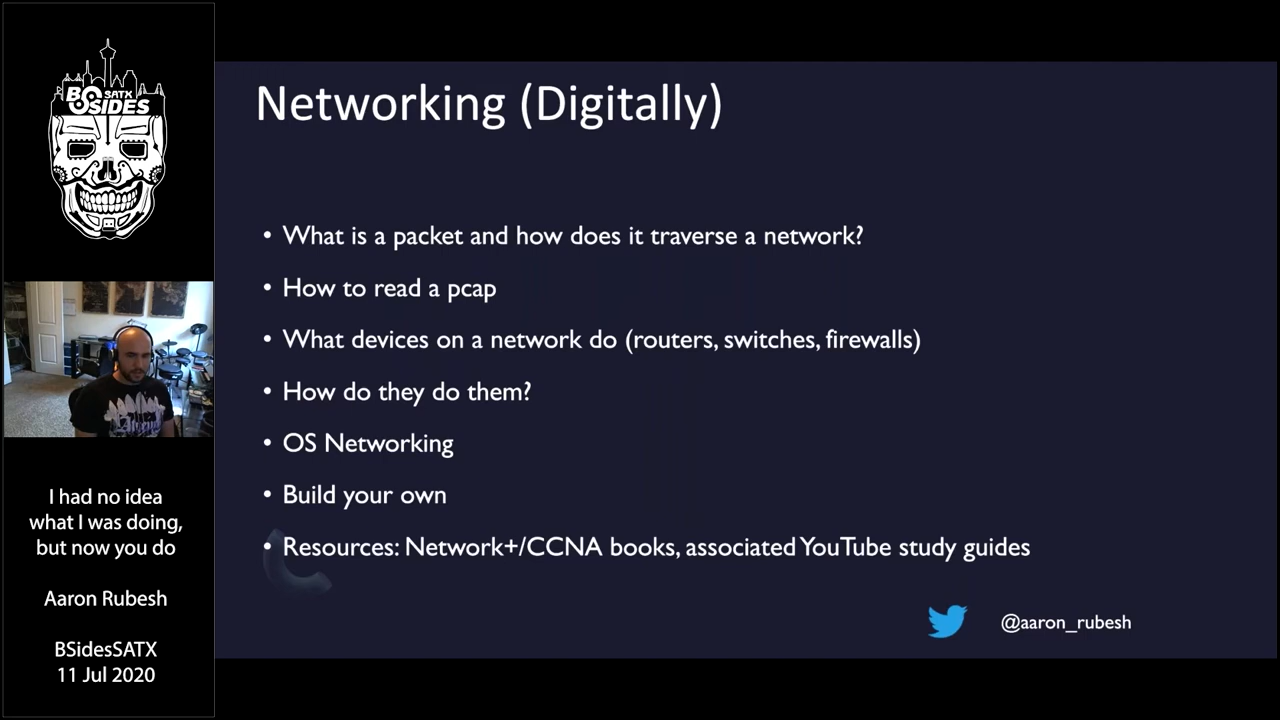 BSIDES
SATX
I had no idea
what I was doing,
but now you do
Aaron Rubesh
BSidesSATX
11 Jul 2020
Networking (Digitally)
• What is a packet and how does it traverse a network?
• How to read a pcap
• What devices on a network do (routers, switches, firewalls)
• How do they do them?
• OS Networking
• Build your own
• Resources: Network+/CCNA books, associated YouTube study guides
@aaron_rubesh